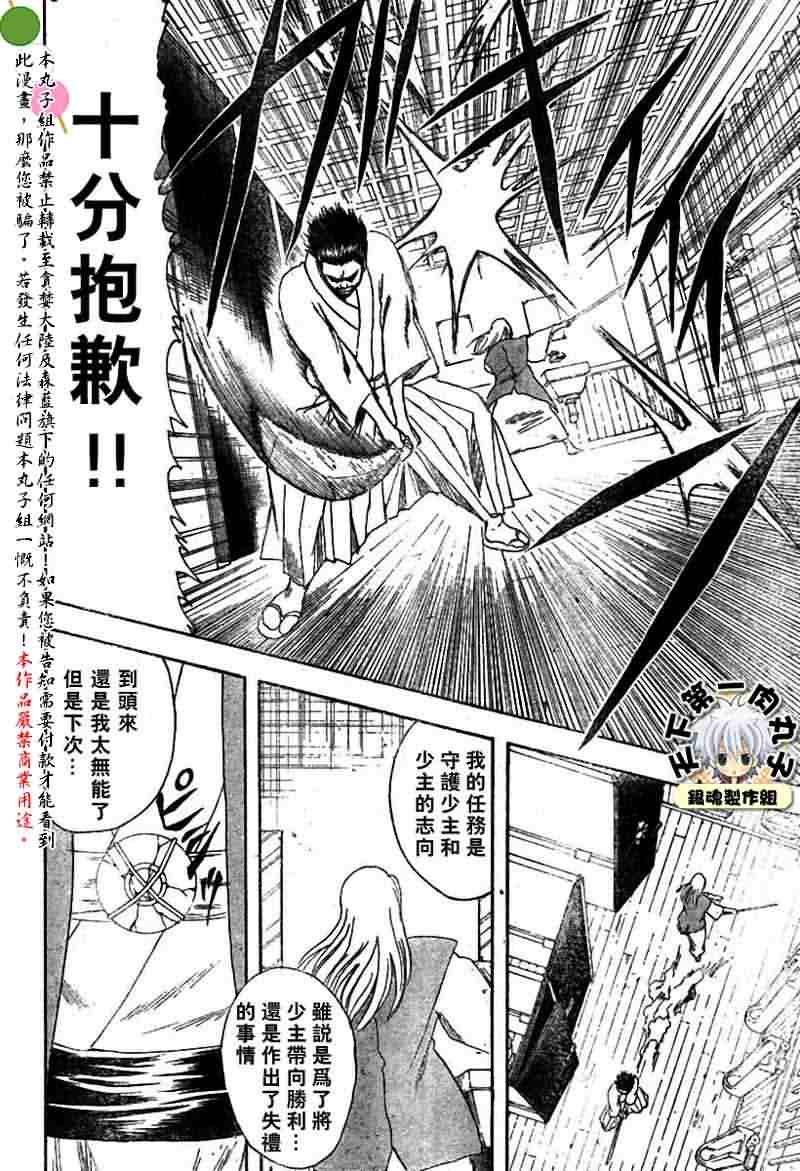 十分抱歉!!
我的任務是
守護少主和
少主的志向
雖說是爲了將
少主帶向勝利…
還是作出了失禮
的事情
到頭來
還是我太無能了
但是下次…
天下第一肉丸子
銀魂製作組
本丸子組作品禁止轉載至貪婪大陸及森藍旗下的任何網站！如果您被告知需要付款才能看到
此漫畫，那麼您被騙了。若發生任何法律問題本丸子組一慨不負責！本作品嚴禁商業用途。